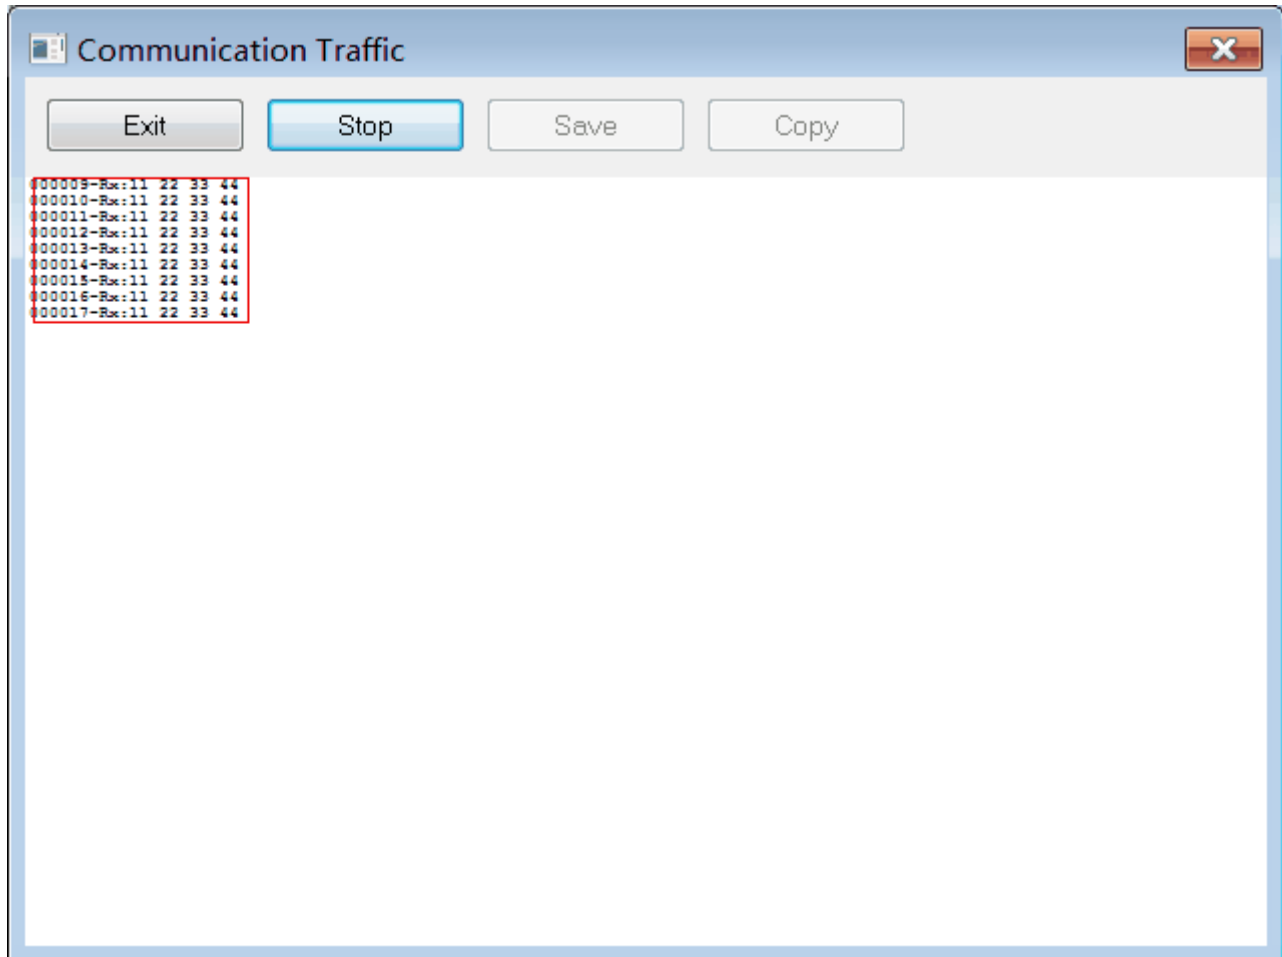 Communication Traffic
Exit Stop Save Copy
000009-Rx:11 22 33 44
000010-Rx:11 22 33 44
000011-Rx:11 22 33 44
000012-Rx:11 22 33 44
000013-Rx:11 22 33 44
000014-Rx:11 22 33 44
000015-Rx:11 22 33 44
000016-Rx:11 22 33 44
000017-Rx:11 22 33 44